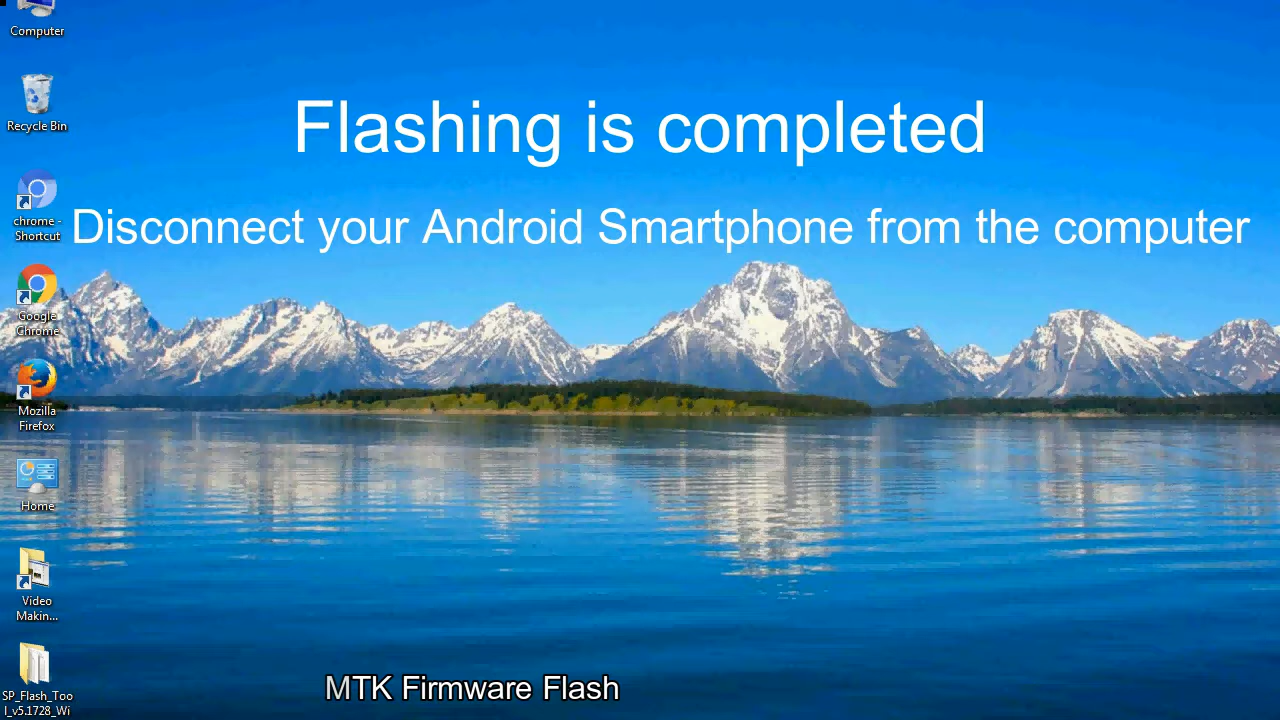 Computer
Flashing is completed
Recycle Bin
chrome -
Shortcut
Disconnect your Android Smartphone from the computer
Google
Chrome
Mozilla
Firefox
Home
Video
Makin...
SP_Flash_Too
l_v5.1728_Wi
MTK Firmware Flash